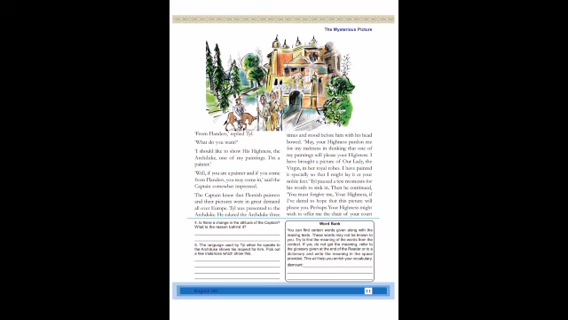 The Mysterious Picture
'From Flanders,' replied Tyl.
'What do you want?'
'I should like to show His Highness, the
Archduke, one of my paintings. I'm a
painter.'
'Well, if you are a painter and if you come
from Flanders, you may come in,' said the
Captain somewhat impressed.
The Captain knew that Flemish painters
and their pictures were in great demand
all over Europe. Tyl was presented to the
Archduke. He saluted the Archduke three
times and stood before him with his head
bowed. 'May, your Highness pardon me
for my in thinking that one of
my paintings will please your Highness. I
have brought a picture of Our Lady, the
Virgin, in her royal robes. I have painted
it specially so that I might lay it at your
noble feet.' Tyl paused a few moments for
his words to sink in. Then he continued,
'You must forgive me, Your Highness, if
I've dared to hope that this picture will
please you. Perhaps Your Highness might
wish to offer me the chair of your court
4. Is there a change in the attitude of the Captain?
What is the reason behind it?
5. The language used by Tyl when he speaks to
the Archduke shows his respect for him. Pick out
a few instances which show this.
Word Bank
You can find certain words given along with the
reading texts. These words may not be known to
you. Try to find the meaning of the words from the
context. If you do not get the meaning, refer to
the glossary given at the end of the Reader or to a
dictionary and write the meaning in the space
provided. This will help you enrich your vocabulary.